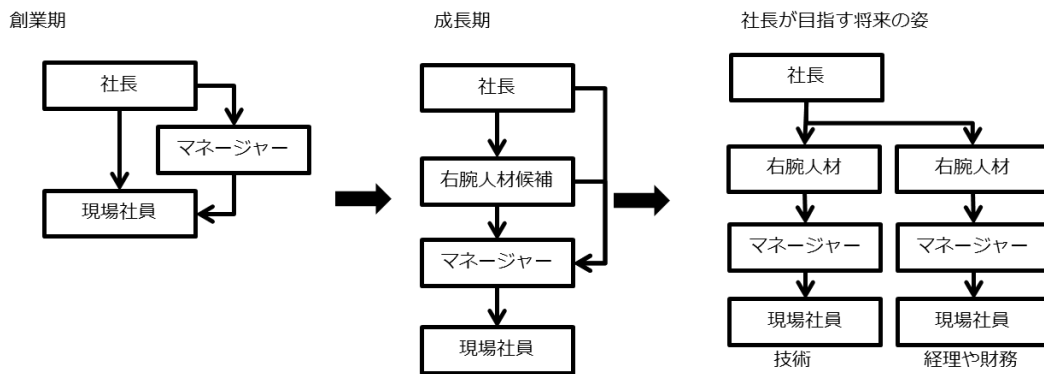 創業期
社長
マネージャー
現場社員
成長期
社長
右腕人材候補
マネージャー
現場社員
社長が目指す将来の姿
社長
右腕人材
右腕人材
マネージャー
マネージャー
現場社員
現場社員
技術
経理や財務